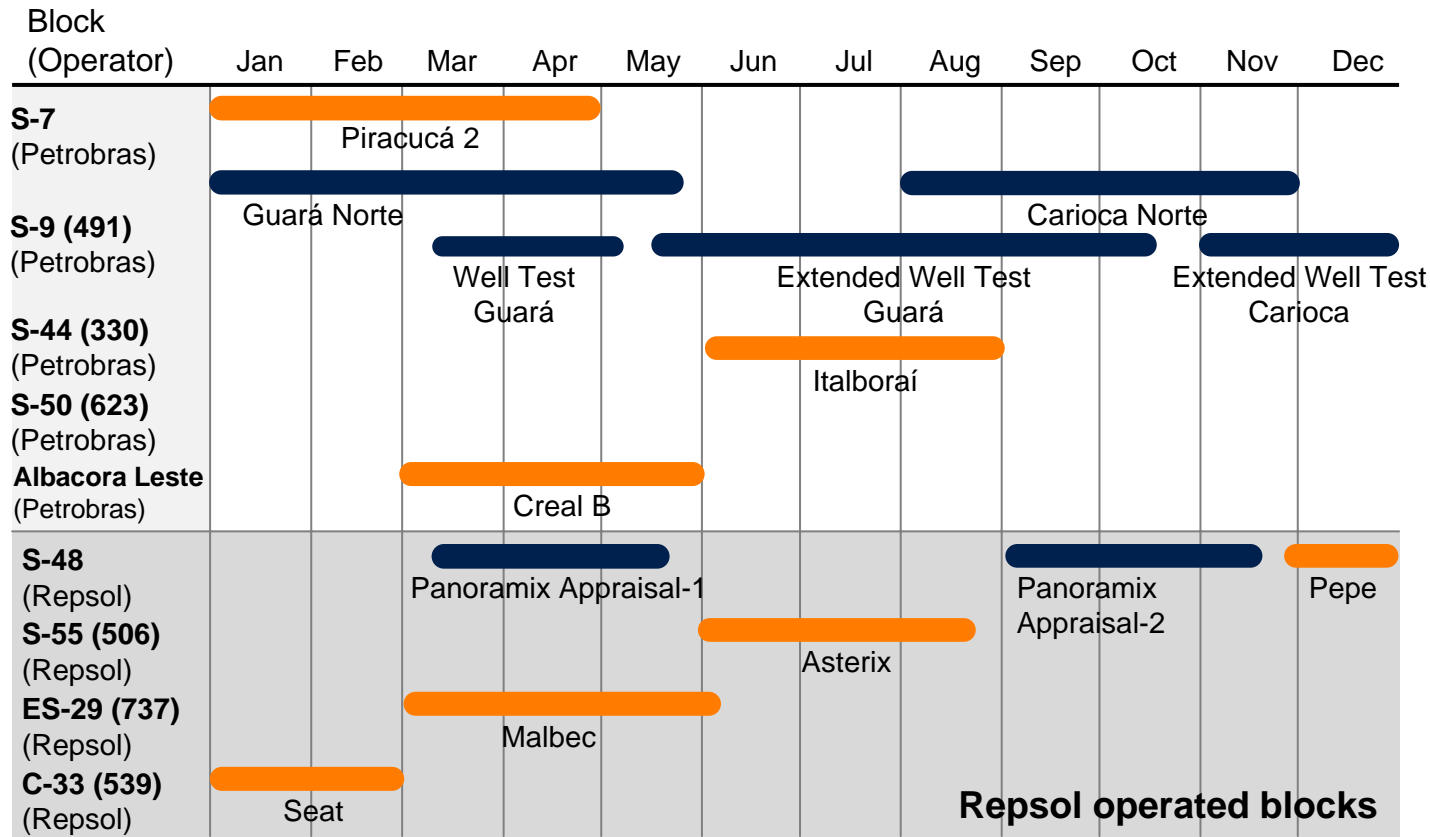 Block
(Operator) Jan Feb Mar Apr May Jun Jul Aug Sep Oct Nov Dec
S-7
(Petrobras)
Piracucá 2
Guará Norte
Carioca Norte
S-9 (491)
(Petrobras)
Well Test
Guará
Extended Well Test
Guará
Extended Well Test
Carioca
S-44 (330)
(Petrobras)
Italboraí
S-50 (623)
(Petrobras)
Albacora Leste
(Petrobras)
Creal B
S-48
(Repsol)
Panoramix Appraisal-1
Panoramix
Appraisal-2
Pepe
S-55 (506)
(Repsol)
Asterix
ES-29 (737)
(Repsol)
Malbec
C-33 (539)
(Repsol)
Seat
Repsol operated blocks